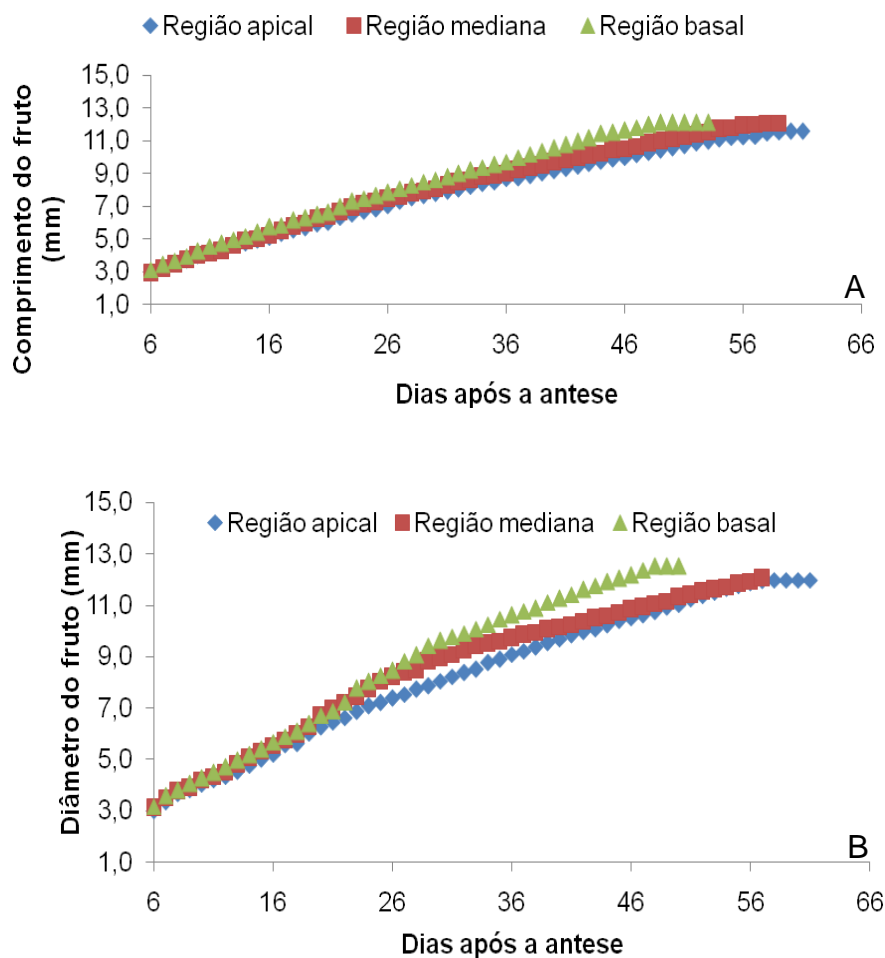 Região apical Região mediana Região basal
15,0
13,0
11,0
9,0
7,0
5,0
3,0
1,0
Comprimento do fruto
(mm)
A
6 16 26 36 46 56 66
Dias após a antese
15,0
13,0
11,0
9,0
7,0
5,0
3,0
1,0
Região apical Região mediana Região basal
Diâmetro do fruto (mm)
B
6 16 26 36 46 56 66
Dias após a antese